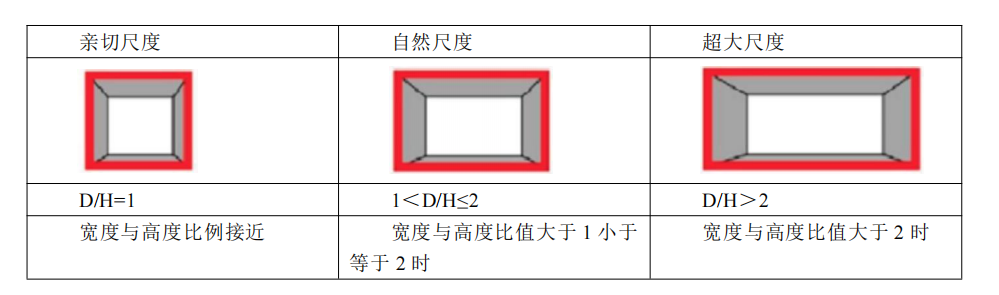 亲切尺度
自然尺度
超大尺度
D/H=1
1＜D/H≤2
D/H＞2
宽度与高度比例接近
宽度与高度比值大于 1 小于
等于 2 时
宽度与高度比值大于 2 时